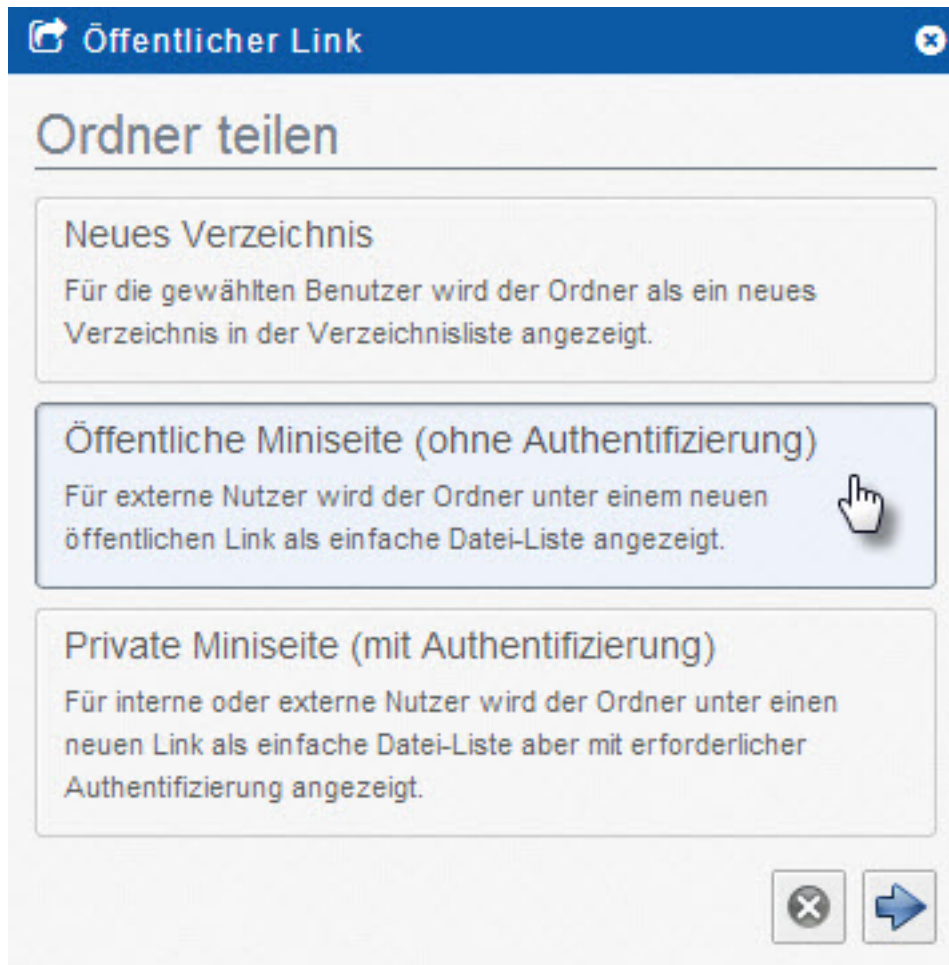 Öffentlicher Link
Ordner teilen
Neues Verzeichnis
Für die gewählten Benutzer wird der Ordner als ein neues
Verzeichnis in der Verzeichnisliste angezeigt.
Öffentliche Miniseite (ohne Authentifizierung)
Für externe Nutzer wird der Ordner unter einem neuen
öffentlichen Link als einfache Datei-Liste angezeigt.
Private Miniseite (mit Authentifizierung)
Für interne oder externe Nutzer wird der Ordner unter einen
neuen Link als einfache Datei-Liste aber mit erforderlicher
Authentifizierung angezeigt.